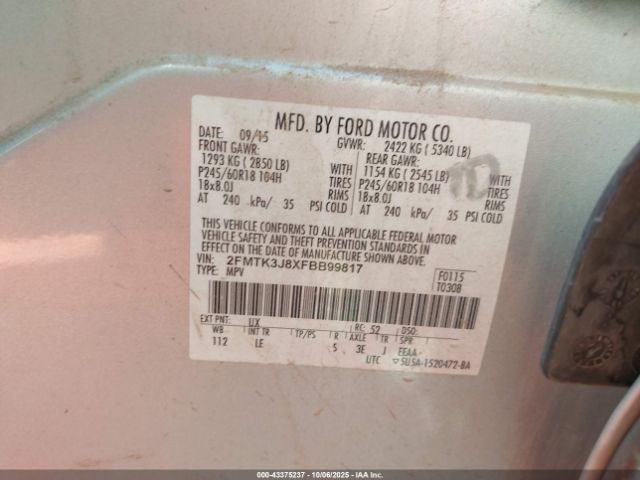 MFD. BY FORD MOTOR CO.
DATE: 09/15 GVWR: 2422 KG ( 5340 LB)
FRONT GAWR: REAR GAWR:
1293 KG ( 2850 LB) WITH 1154 KG ( 2545 LB) WITH
P245/60R18 104H TIRES P245/60R18 104H TIRES
18x8.0J RIMS 18x8.0J RIMS
AT 240 kPa/ 35 PSI COLD AT 240 kPa/ 35 PSI COLD
THIS VEHICLE CONFORMS TO ALL APPLICABLE FEDERAL MOTOR
VEHICLE SAFETY AND THEFT PREVENTION STANDARDS IN
EFFECT ON THE DATE OF MANUFACTURE SHOWN ABOVE.
VIN: 2FMTK3J8XFBB99817 F0115
TYPE: MPV T0308
EXT PNT: UX RC: 52 DSO:
WB INT TR TP/PS R AXLE TR SPR
112 LE 5 3E J EEAA
UTC ▽5U5A-1520472-BA
000-43375237 - 10/06/2025 - IAAI.com